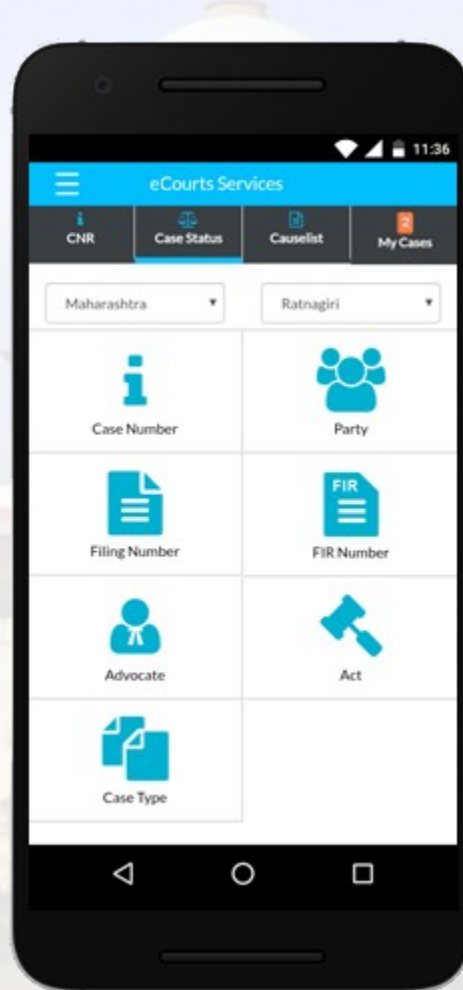 11:36
eCourts Services
CNR
Case Status
Causelist
2
My Cases
Maharashtra
Ratnagiri
Case Number
Party
Filing Number
FIR
FIR Number
Advocate
Act
Case Type